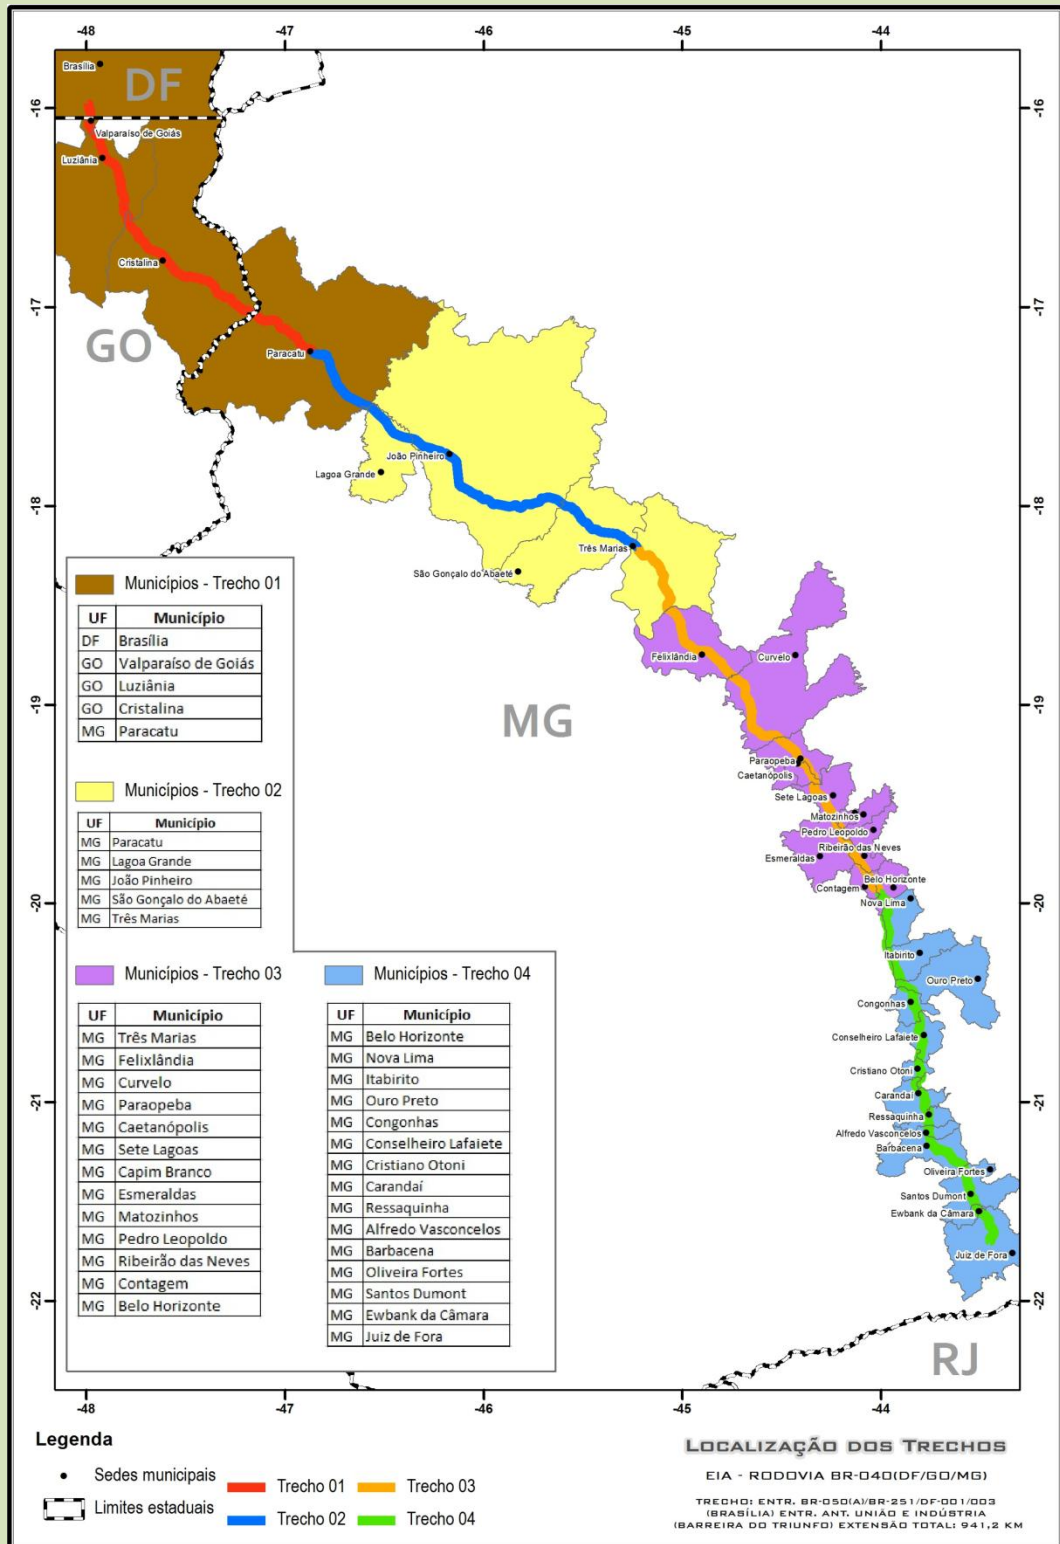 -48 -47 -46 -45 -44
-16
-17
-18
-19
-20
-21
-22
-16
-17
-18
-19
-20
-21
-22
DF
GO
MG
RJ
Brasília
Valparaíso de Goiás
Luziânia
Cristalina
Paracatu
João Pinheiro
Lagoa Grande
São Gonçalo do Abaeté
Três Marias
Felixlândia
Curvelo
Paraopeba
Caetanópolis
Sete Lagoas
Matozinhos
Pedro Leopoldo
Ribeirão das Neves
Esmeraldas
Belo Horizonte
Contagem
Nova Lima
Itabirito
Ouro Preto
Congonhas
Conselheiro Lafaiete
Cristiano Otoni
Carandaí
Ressaquinha
Alfredo Vasconcelos
Barbacena
Oliveira Fortes
Santos Dumont
Ewbank da Câmara
Juiz de Fora
Municípios - Trecho 01
UF Município
DF Brasília
GO Valparaíso de Goiás
GO Luziânia
GO Cristalina
MG Paracatu
Municípios - Trecho 02
UF Município
MG Paracatu
MG Lagoa Grande
MG João Pinheiro
MG São Gonçalo do Abaeté
MG Três Marias
Municípios - Trecho 03
UF Município
MG Três Marias
MG Felixlândia
MG Curvelo
MG Paraopeba
MG Caetanópolis
MG Sete Lagoas
MG Capim Branco
MG Esmeraldas
MG Matozinhos
MG Pedro Leopoldo
MG Ribeirão das Neves
MG Contagem
MG Belo Horizonte
Municípios - Trecho 04
UF Município
MG Belo Horizonte
MG Nova Lima
MG Itabirito
MG Ouro Preto
MG Congonhas
MG Conselheiro Lafaiete
MG Cristiano Otoni
MG Carandaí
MG Ressaquinha
MG Alfredo Vasconcelos
MG Barbacena
MG Oliveira Fortes
MG Santos Dumont
MG Ewbank da Câmara
MG Juiz de Fora
-48 -47 -46 -45 -44
Legenda
Sedes municipais
Limites estaduais
Trecho 01
Trecho 02
Trecho 03
Trecho 04
LOCALIZAÇÃO DOS TRECHOS
EIA - RODOVIA BR-040(DF/GO/MG)
TRECHO: ENTR. BR-050(A)/BR-251/DF-001/003
(BRASÍLIA) ENTR. ANT. UNIÃO E INDÚSTRIA
(BARREIRA DO TRIUNFO) EXTENSÃO TOTAL: 941,2 KM